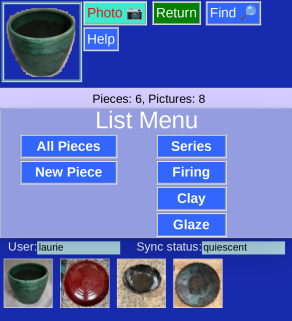 Photo 📷 Return Find 🔎
Help
Pieces: 6, Pictures: 8
List Menu
All Pieces Series
New Piece Firing
Clay
Glaze
User: laurie Sync status: quiescent